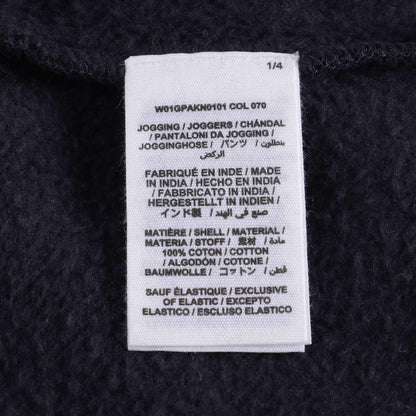 1/4
W01GPAKN0101 COL 070
JOGGING / JOGGERS / CHÁNDAL
/ PANTALONI DA JOGGING /
JOGGINGHOSE / パンツ / بنطلون
الركض
FABRIQUÉ EN INDE / MADE
IN INDIA / HECHO EN INDIA
/ FABBRICATO IN INDIA /
HERGESTELLT IN INDIEN /
インド製 / صنع في الهند
MATIÈRE / SHELL / MATERIAL /
MATERIA / STOFF / 素材 / مادة
100% COTON / COTTON
/ ALGODÓN / COTONE /
BAUMWOLLE / コットン / قطن
SAUF ÉLASTIQUE / EXCLUSIVE
OF ELASTIC / EXCEPTO
ELASTICO / ESCLUSO ELASTICO